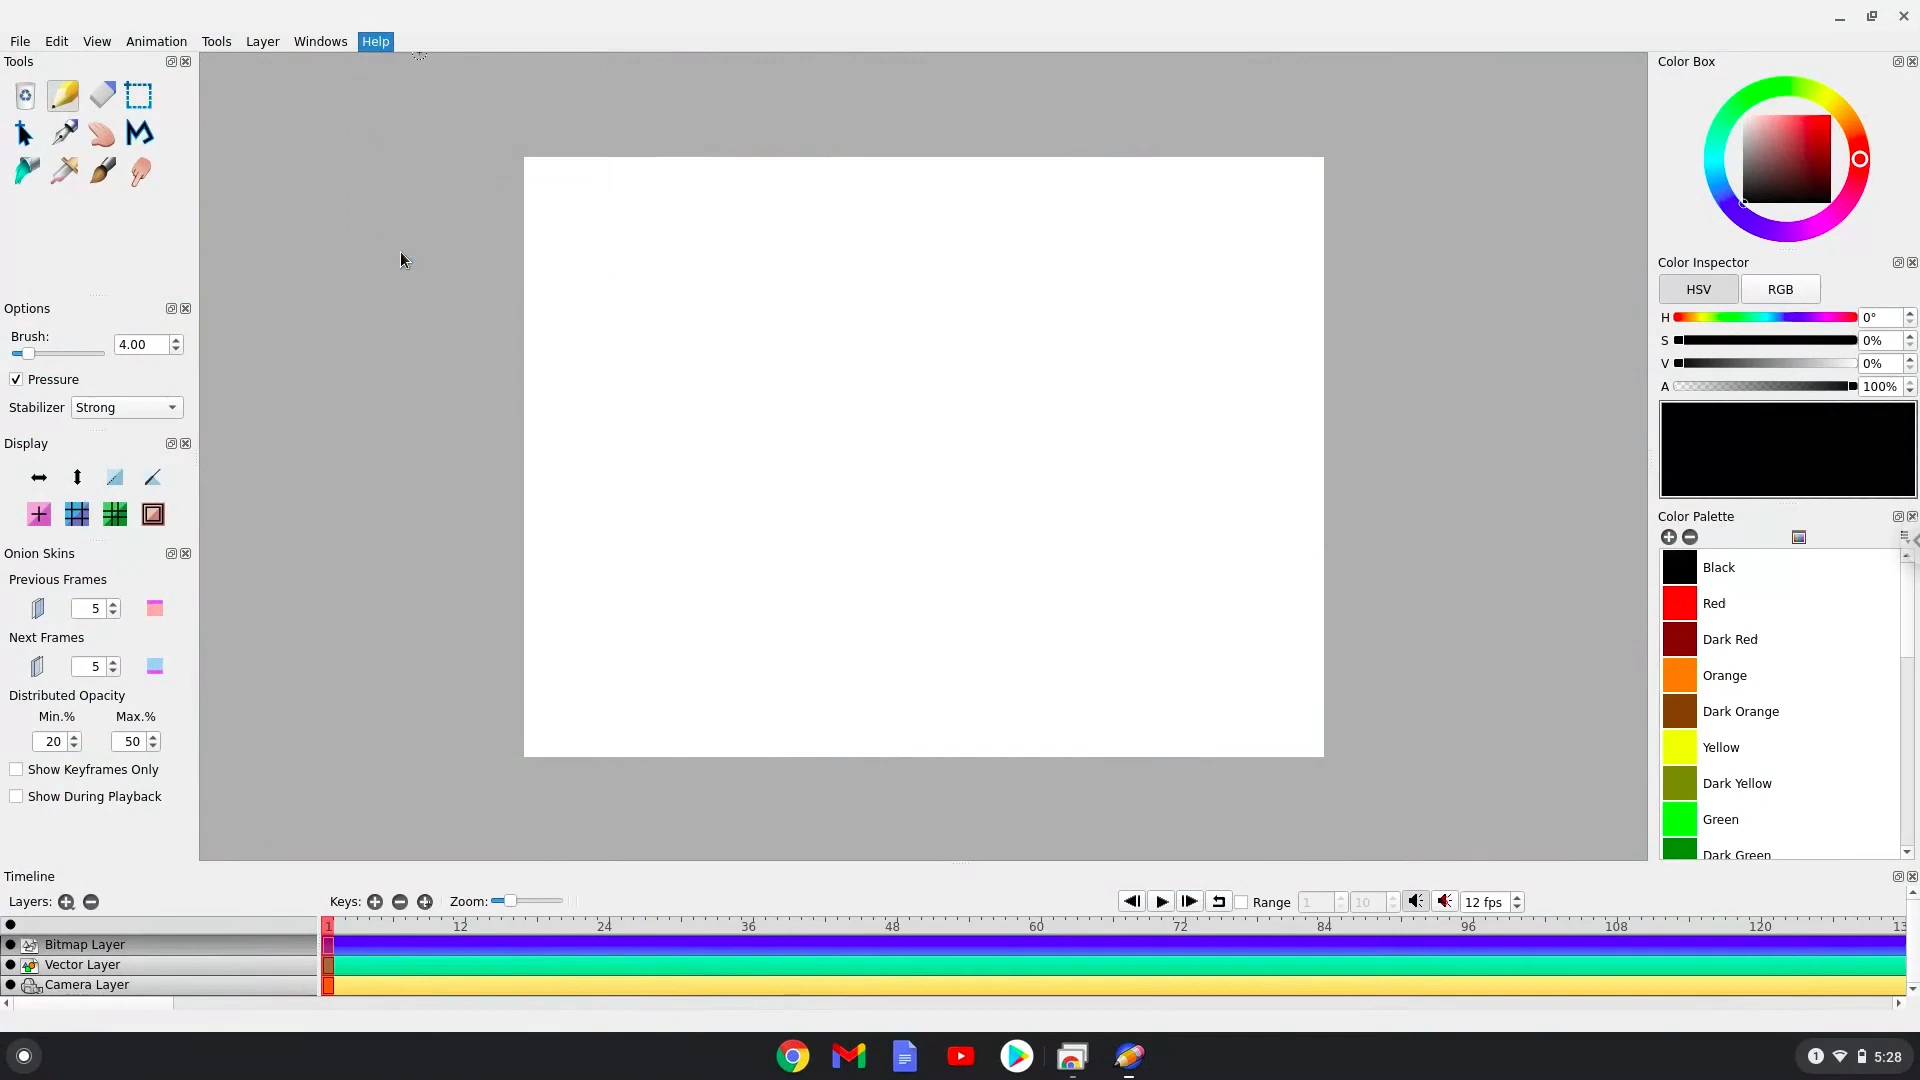 File Edit View Animation Tools Layer Windows Help
Tools
Options
Brush:
4.00
Pressure
Stabilizer Strong
Display
Onion Skins
Previous Frames
5
Next Frames
5
Distributed Opacity
Min.% Max.%
20 50
Show Keyframes Only
Show During Playback
Color Box
Color Inspector
HSV RGB
H 0°
S 0%
V 0%
A 100%
Color Palette
Black
Red
Dark Red
Orange
Dark Orange
Yellow
Dark Yellow
Green
Dark Green
Timeline
Layers: Keys: Zoom: Range 1 10 12 fps
1 12 24 36 48 60 72 84 96 108 120 13
Bitmap Layer
Vector Layer
Camera Layer
1 5:28